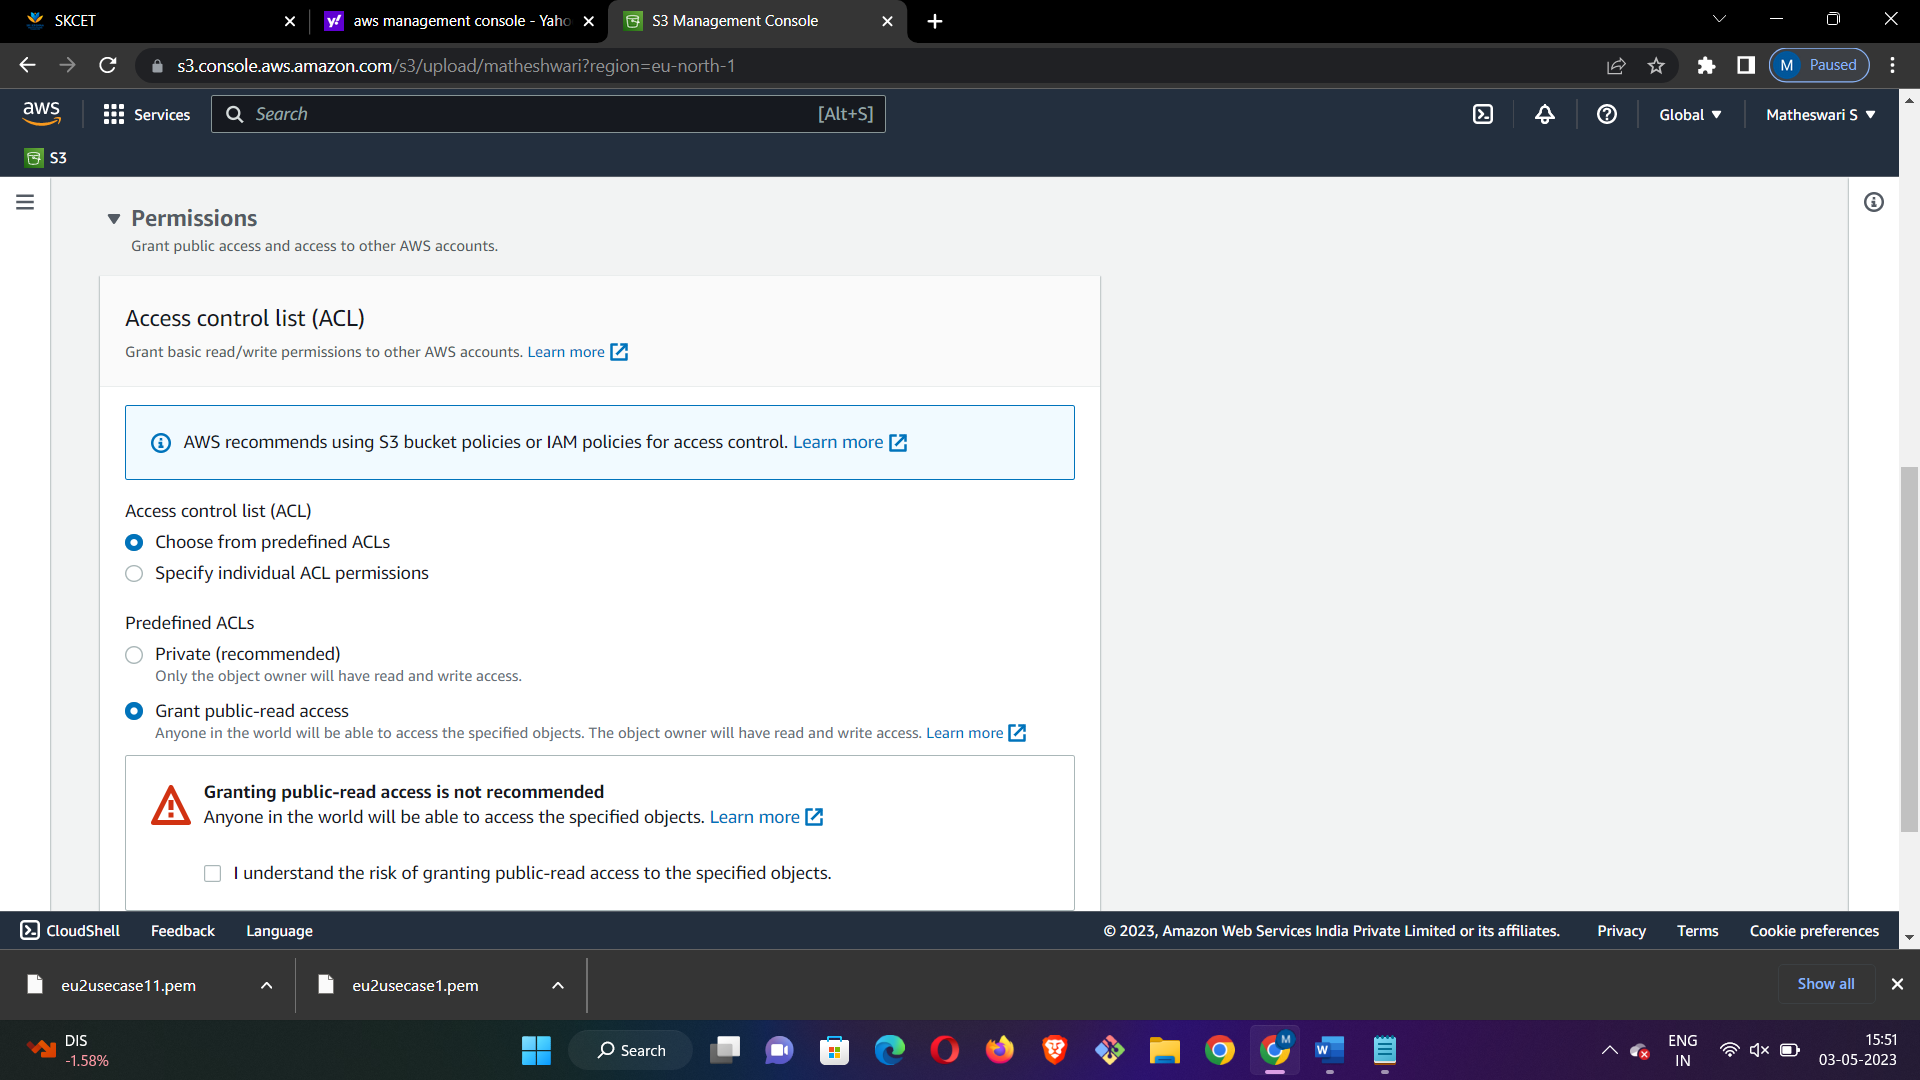 SKCET
aws management console - Yaho
S3 Management Console
s3.console.aws.amazon.com/s3/upload/matheshwari?region=eu-north-1
M Paused
aws
Services
Search
[Alt+S]
Global
Matheswari S
S3
Permissions
Grant public access and access to other AWS accounts.
Access control list (ACL)
Grant basic read/write permissions to other AWS accounts. Learn more
AWS recommends using S3 bucket policies or IAM policies for access control. Learn more
Access control list (ACL)
Choose from predefined ACLs
Specify individual ACL permissions
Predefined ACLs
Private (recommended)
Only the object owner will have read and write access.
Grant public-read access
Anyone in the world will be able to access the specified objects. The object owner will have read and write access. Learn more
Granting public-read access is not recommended
Anyone in the world will be able to access the specified objects. Learn more
I understand the risk of granting public-read access to the specified objects.
CloudShell Feedback Language © 2023, Amazon Web Services India Private Limited or its affiliates. Privacy Terms Cookie preferences
eu2usecase11.pem
eu2usecase1.pem
Show all
DIS
-1.58%
Search
ENG
IN
15:51
03-05-2023